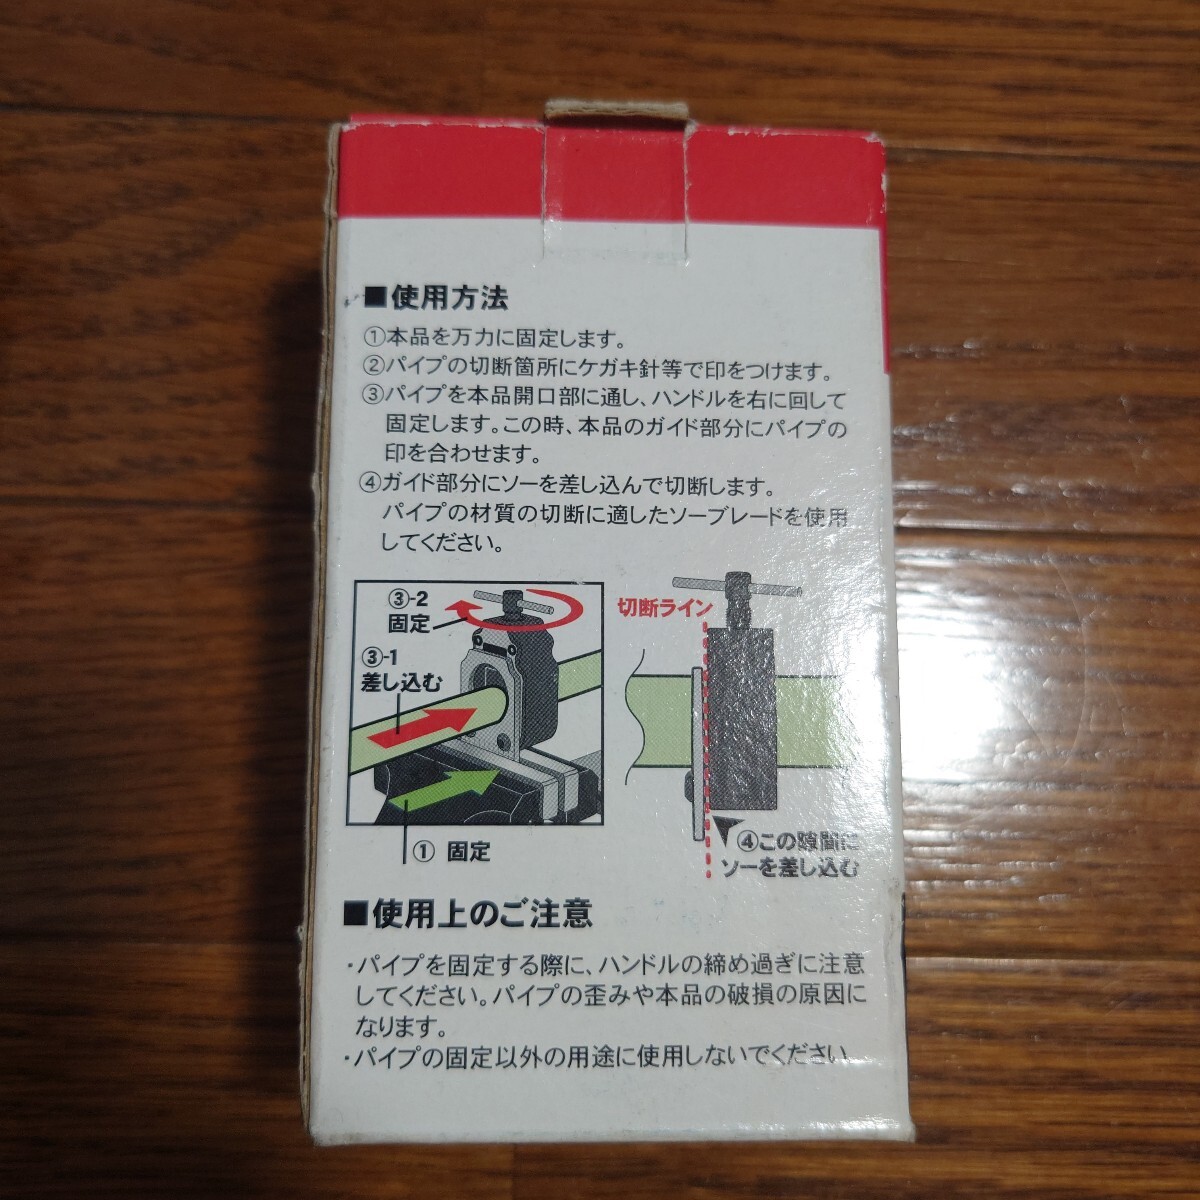 ■使用方法
①本品を万力に固定します。
②パイプの切断箇所にケガキ針等で印をつけます。
③パイプを本品開口部に通し、ハンドルを右に回して
固定します。この時、本品のガイド部分にパイプの
印を合わせます。
④ガイド部分にソーを差し込んで切断します。
パイプの材質の切断に適したソーブレードを使用
してください。
③-2
固定
③-1
差し込む
① 固定
切断ライン
④この隙間に
ソーを差し込む
■使用上のご注意
・パイプを固定する際に、ハンドルの締め過ぎに注意
してください。パイプの歪みや本品の破損の原因に
なります。
・パイプの固定以外の用途に使用しないでください。